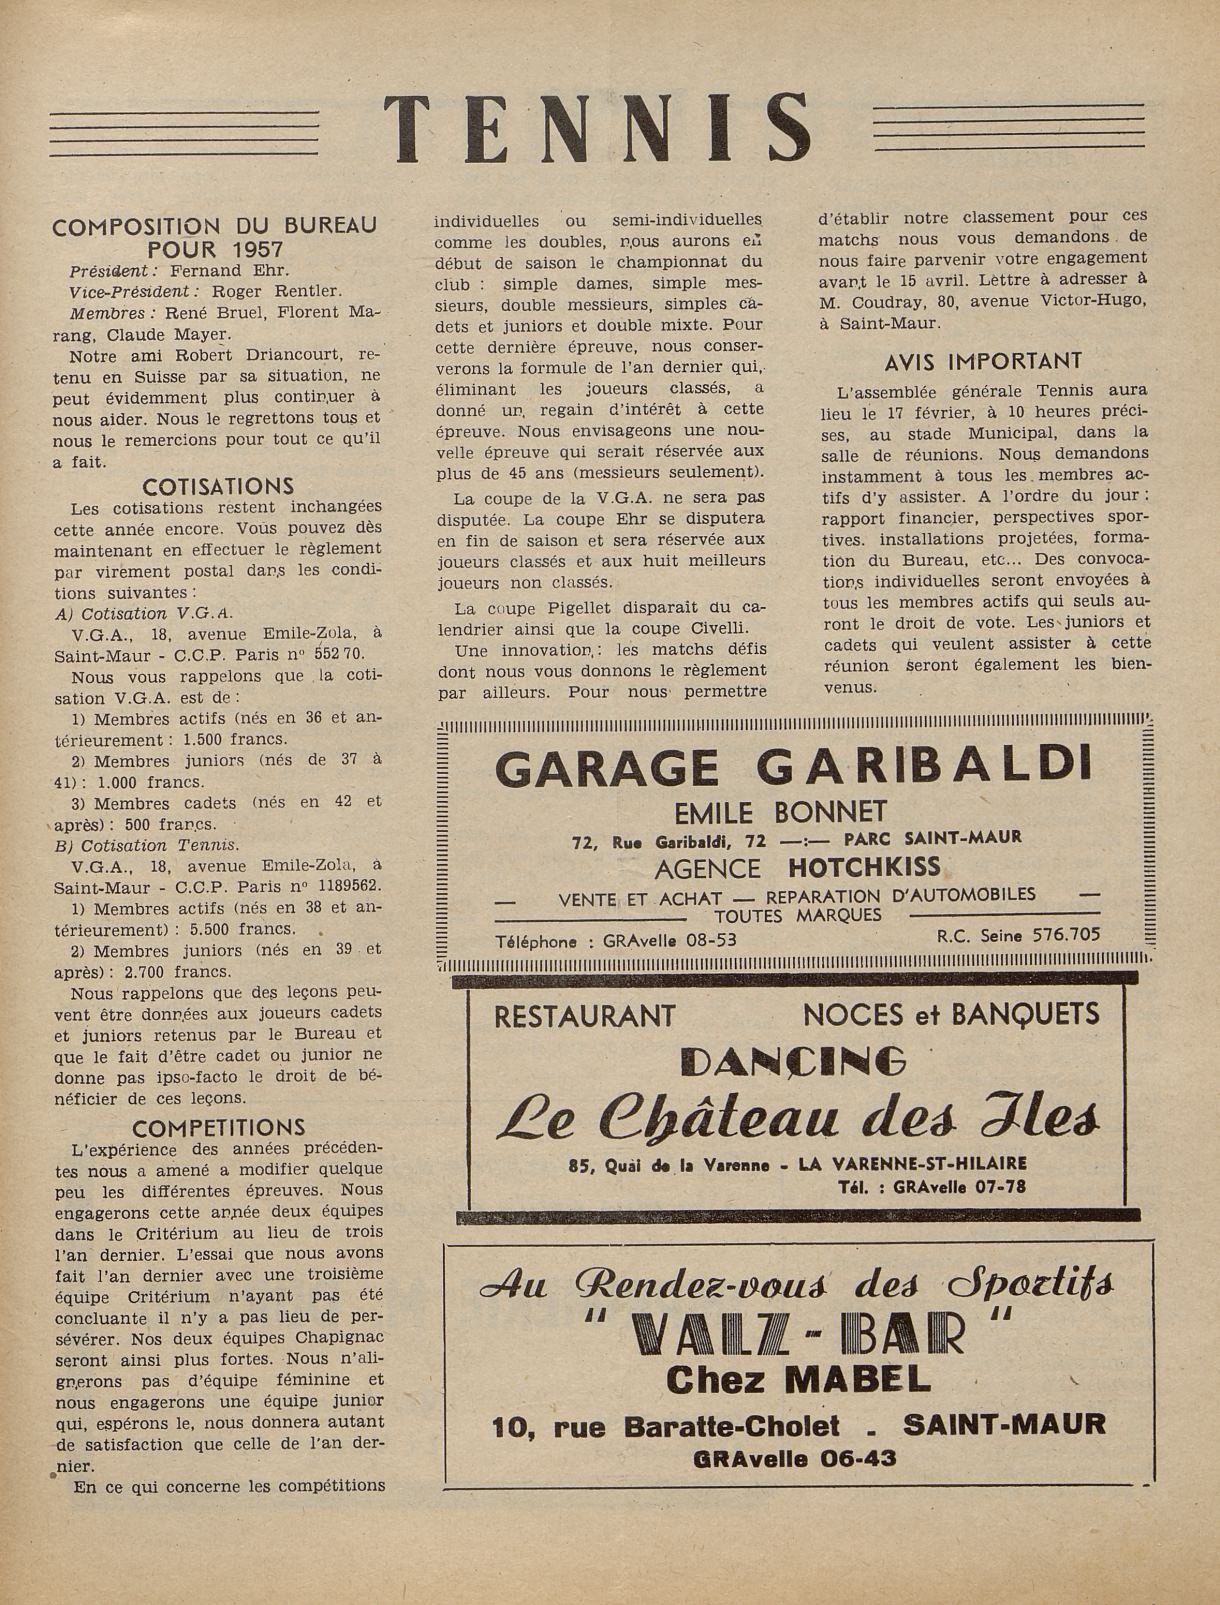 TENNIS
COMPOSITION DU BUREAU
POUR 1957
Président : Fernand Ehr.
Vice-Président : Roger Rentler.
Membres : René Bruel, Florent Ma-
rang, Claude Mayer.
Notre ami Robert Driancourt, re-
tenu en Suisse par sa situation, ne
peut évidemment plus continuer à
nous aider. Nous le regrettons tous et
nous le remercions pour tout ce qu'il
a fait.
COTISATIONS
Les cotisations restent inchangées
cette année encore. Vous pouvez dès
maintenant en effectuer le règlement
par virement postal dans les condi-
tions suivantes :
A) Cotisation V.G.A.
V.G.A., 18, avenue Emile-Zola, à
Saint-Maur - C.C.P. Paris n° 552 70.
Nous vous rappelons que la coti-
sation V.G.A. est de :
1) Membres actifs (nés en 36 et an-
térieurement : 1.500 francs.
2) Membres juniors (nés de 37 à
41) : 1.000 francs.
3) Membres cadets (nés en 42 et
après) : 500 francs.
B) Cotisation Tennis.
V.G.A., 18, avenue Emile-Zola, à
Saint-Maur - C.C.P. Paris n° 1189562.
1) Membres actifs (nés en 38 et an-
térieurement) : 5.500 francs.
2) Membres juniors (nés en 39 et
après) : 2.700 francs.
Nous rappelons que des leçons peu-
vent être données aux joueurs cadets
et juniors retenus par le Bureau et
que le fait d'être cadet ou junior ne
donne pas ipso-facto le droit de bé-
néficier de ces leçons.
COMPETITIONS
L'expérience des années précéden-
tes nous a amené a modifier quelque
peu les différentes épreuves. Nous
engagerons cette année deux équipes
dans le Critérium au lieu de trois
l'an dernier. L'essai que nous avons
fait l'an dernier avec une troisième
équipe Critérium n'ayant pas été
concluante il n'y a pas lieu de per-
sévérer. Nos deux équipes Chapignac
seront ainsi plus fortes. Nous n'ali-
gnerons pas d'équipe féminine et
nous engagerons une équipe junior
qui, espérons le, nous donnera autant
de satisfaction que celle de l'an der-
nier.
En ce qui concerne les compétitions
individuelles ou semi-individuelles
comme les doubles, nous aurons en
début de saison le championnat du
club : simple dames, simple mes-
sieurs, double messieurs, simples ca-
dets et juniors et double mixte. Pour
cette dernière épreuve, nous conser-
verons la formule de l'an dernier qui,
éliminant les joueurs classés, a
donné un regain d'intérêt à cette
épreuve. Nous envisageons une nou-
velle épreuve qui serait réservée aux
plus de 45 ans (messieurs seulement).
La coupe de la V.G.A. ne sera pas
disputée. La coupe Ehr se disputera
en fin de saison et sera réservée aux
joueurs classés et aux huit meilleurs
joueurs non classés.
La coupe Pigellet disparait du ca-
lendrier ainsi que la coupe Civelli.
Une innovation : les matchs défis
dont nous vous donnons le règlement
par ailleurs. Pour nous permettre
d'établir notre classement pour ces
matchs nous vous demandons de
nous faire parvenir votre engagement
avant le 15 avril. Lettre à adresser à
M. Coudray, 80, avenue Victor-Hugo,
à Saint-Maur.
AVIS IMPORTANT
L'assemblée générale Tennis aura
lieu le 17 février, à 10 heures préci-
ses, au stade Municipal, dans la
salle de réunions. Nous demandons
instamment à tous les membres ac-
tifs d'y assister. A l'ordre du jour :
rapport financier, perspectives spor-
tives. installations projetées, forma-
tion du Bureau, etc... Des convoca-
tions individuelles seront envoyées à
tous les membres actifs qui seuls au-
ront le droit de vote. Les juniors et
cadets qui veulent assister à cette
réunion seront également les bien-
venus.
GARAGE GARIBALDI
EMILE BONNET
72, Rue Garibaldi, 72 —:— PARC SAINT-MAUR
AGENCE HOTCHKISS
— VENTE ET ACHAT — REPARATION D'AUTOMOBILES —
TOUTES MARQUES
Téléphone : GRAvelle 08-53 R.C. Seine 576.705
RESTAURANT NOCES et BANQUETS
DANCING
Le Château des Iles
85, Quai de la Varenne - LA VARENNE-ST-HILAIRE
Tél. : GRAvelle 07-78
Au Rendez-vous des Sportifs
" VALZ-BAR "
Chez MABEL
10, rue Baratte-Cholet - SAINT-MAUR
GRAvelle 06-43